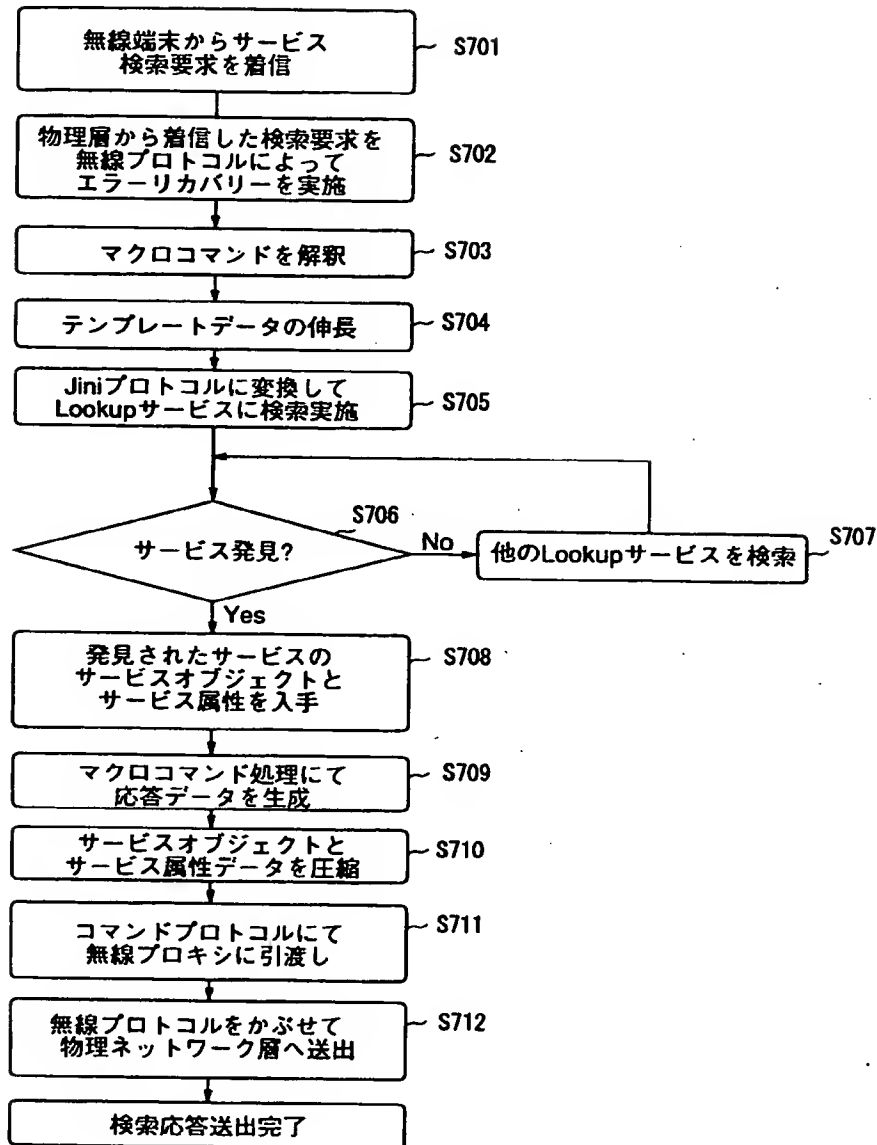 無線端末からサービス
検索要求を着信
S701
物理層から着信した検索要求を
無線プロトコルによって
エラーリカバリーを実施
S702
マクロコマンドを解釈
S703
テンプレートデータの伸長
S704
Jiniプロトコルに変換して
Lookupサービスに検索実施
S705
S706
サービス発見?
No
他のLookupサービスを検索
S707
Yes
発見されたサービスの
サービスオブジェクトと
サービス属性を入手
S708
マクロコマンド処理にて
応答データを生成
S709
サービスオブジェクトと
サービス属性データを圧縮
S710
コマンドプロトコルにて
無線プロキシに引渡し
S711
無線プロトコルをかぶせて
物理ネットワーク層へ送出
S712
検索応答送出完了